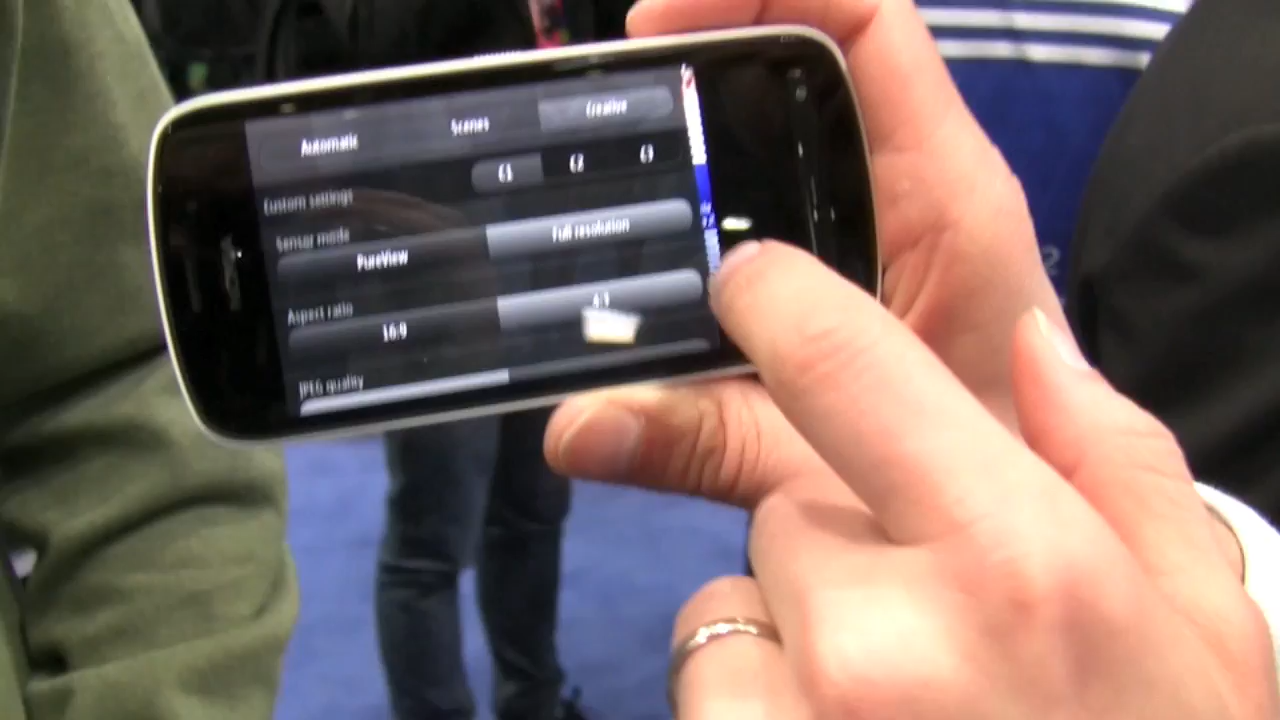 Automatic Scenes Creative
Custom settings C1 C2 C3
Sensor mode
PureView Full resolution
Aspect ratio
16:9 4:3
JPEG quality